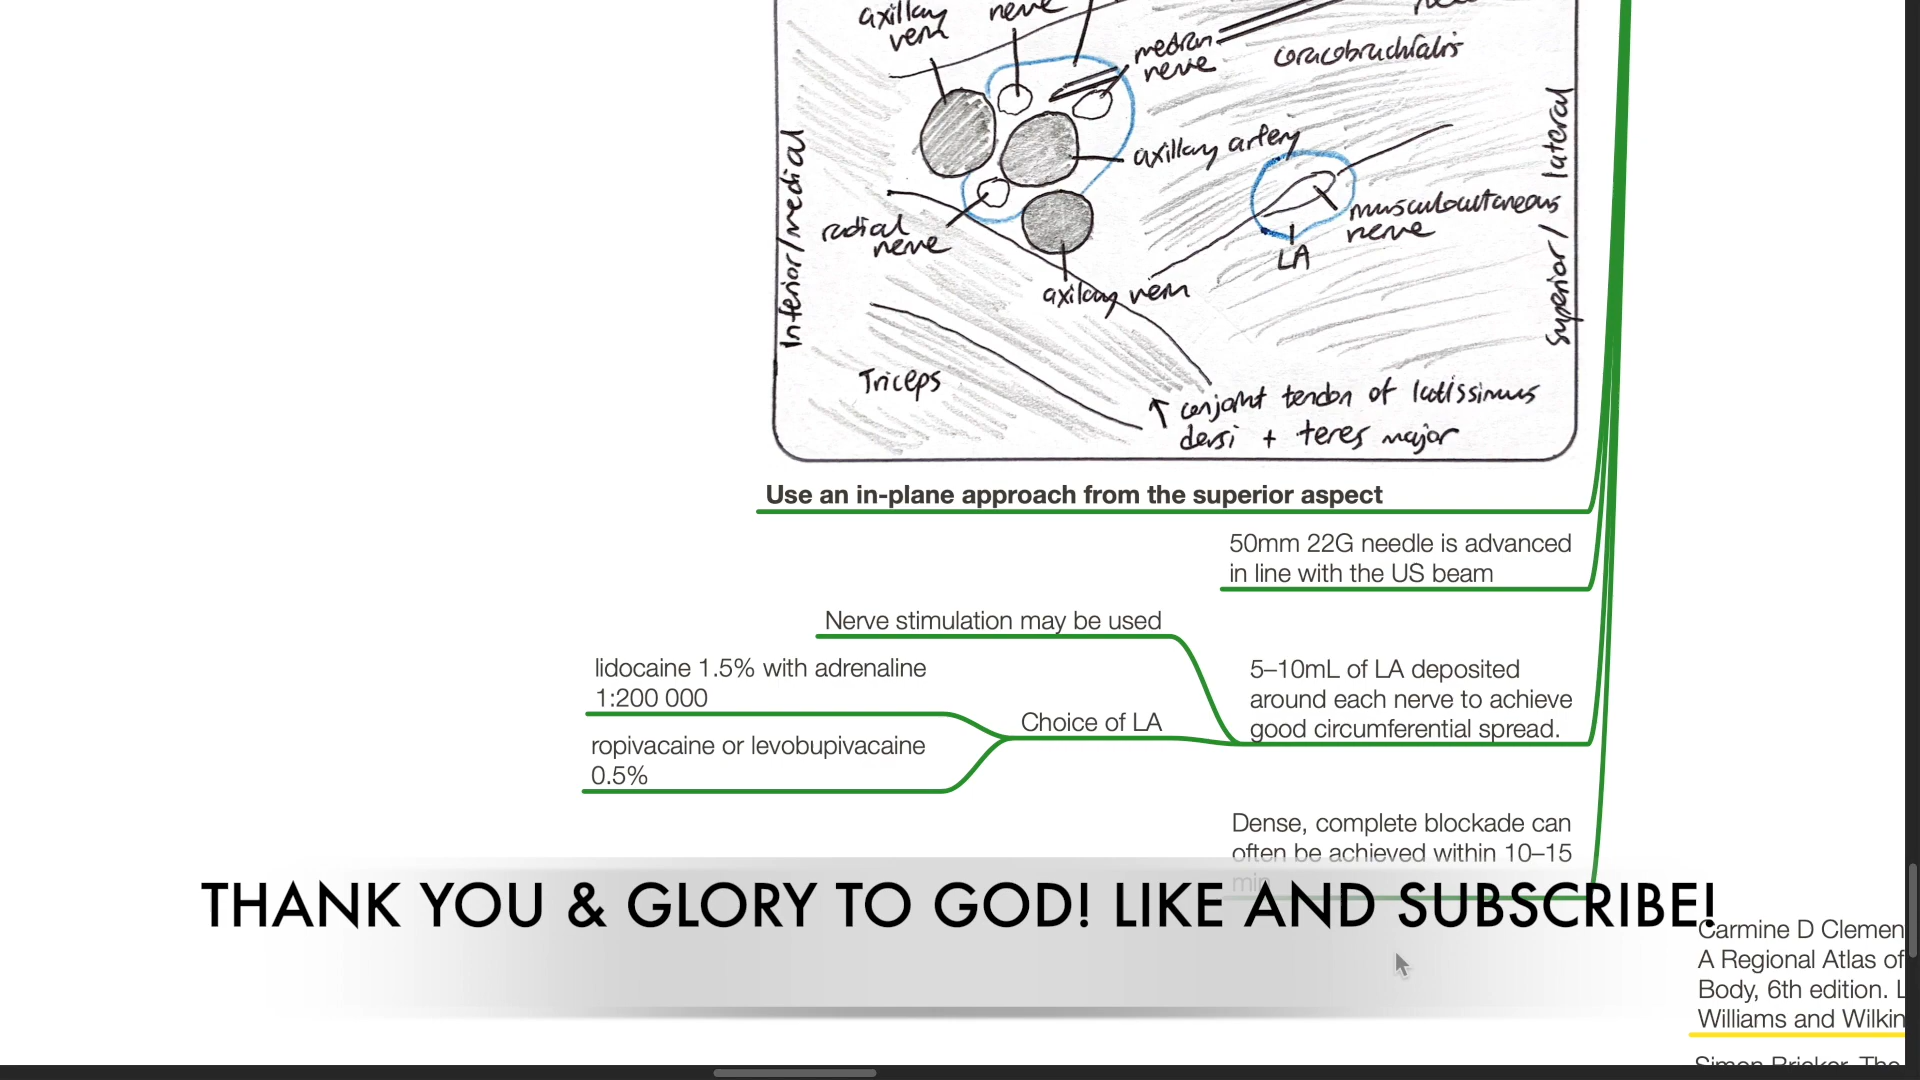 axillary
vein
nerve
median
nerve
coracobrachialis
axillary artery
Inferior/medial
Superior/lateral
radial
nerve
musculocutaneous
nerve
LA
axillary vein
Triceps
↑ conjoint tendon of latissimus
dorsi + teres major
Use an in-plane approach from the superior aspect
50mm 22G needle is advanced
in line with the US beam
Nerve stimulation may be used
lidocaine 1.5% with adrenaline
1:200 000
5–10mL of LA deposited
around each nerve to achieve
good circumferential spread.
Choice of LA
ropivacaine or levobupivacaine
0.5%
Dense, complete blockade can
often be achieved within 10–15
min
THANK YOU & GLORY TO GOD! LIKE AND SUBSCRIBE!
Carmine D Clemen
A Regional Atlas of
Body, 6th edition. L
Williams and Wilkin